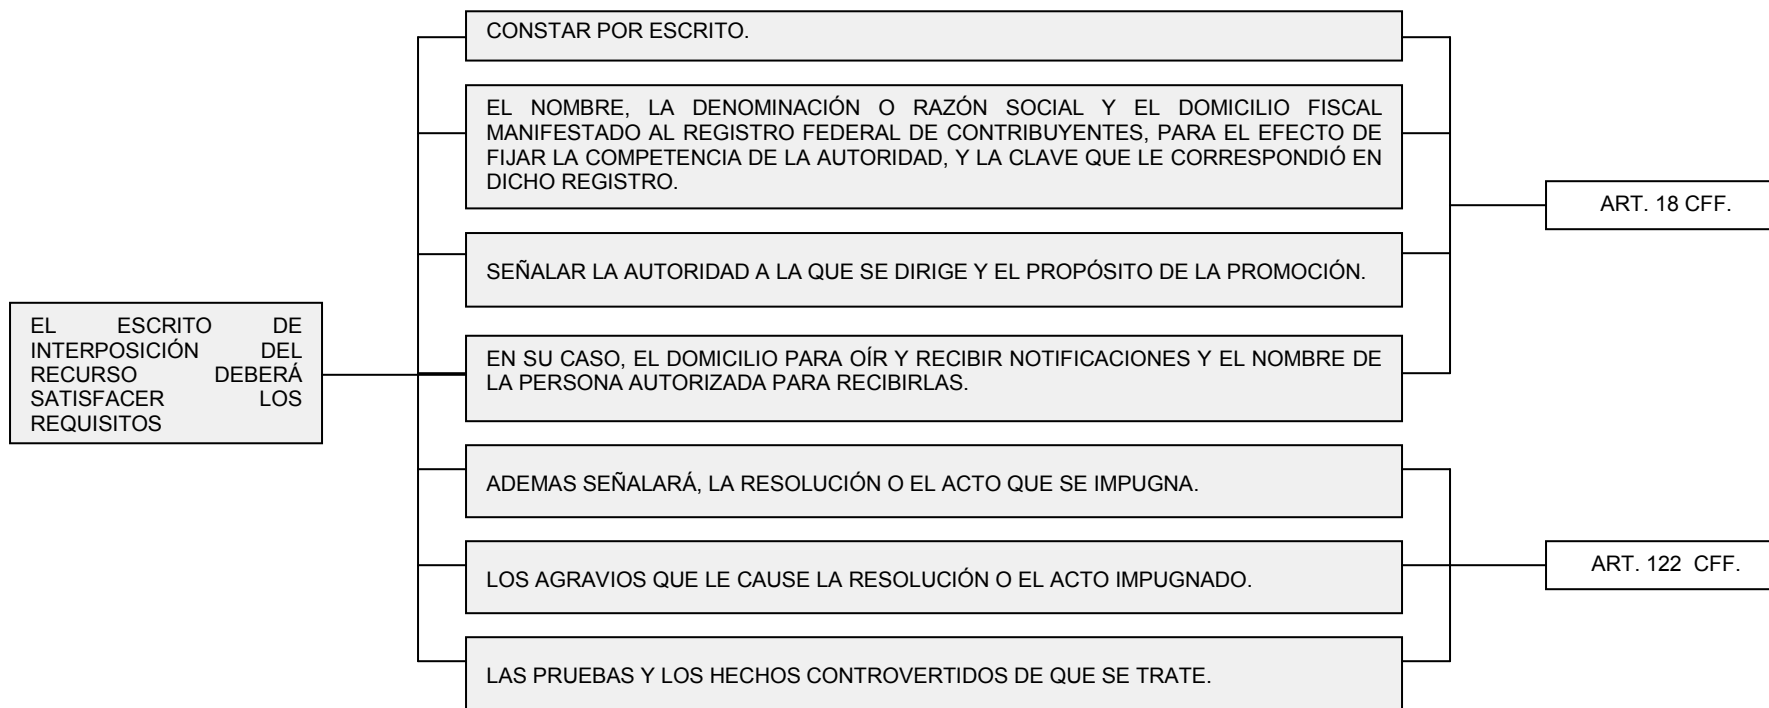 EL ESCRITO DE
INTERPOSICIÓN DEL
RECURSO DEBERÁ
SATISFACER LOS
REQUISITOS
CONSTAR POR ESCRITO.
EL NOMBRE, LA DENOMINACIÓN O RAZÓN SOCIAL Y EL DOMICILIO FISCAL
MANIFESTADO AL REGISTRO FEDERAL DE CONTRIBUYENTES, PARA EL EFECTO DE
FIJAR LA COMPETENCIA DE LA AUTORIDAD, Y LA CLAVE QUE LE CORRESPONDIÓ EN
DICHO REGISTRO.
SEÑALAR LA AUTORIDAD A LA QUE SE DIRIGE Y EL PROPÓSITO DE LA PROMOCIÓN.
EN SU CASO, EL DOMICILIO PARA OÍR Y RECIBIR NOTIFICACIONES Y EL NOMBRE DE
LA PERSONA AUTORIZADA PARA RECIBIRLAS.
ART. 18 CFF.
ADEMAS SEÑALARÁ, LA RESOLUCIÓN O EL ACTO QUE SE IMPUGNA.
LOS AGRAVIOS QUE LE CAUSE LA RESOLUCIÓN O EL ACTO IMPUGNADO.
LAS PRUEBAS Y LOS HECHOS CONTROVERTIDOS DE QUE SE TRATE.
ART. 122 CFF.